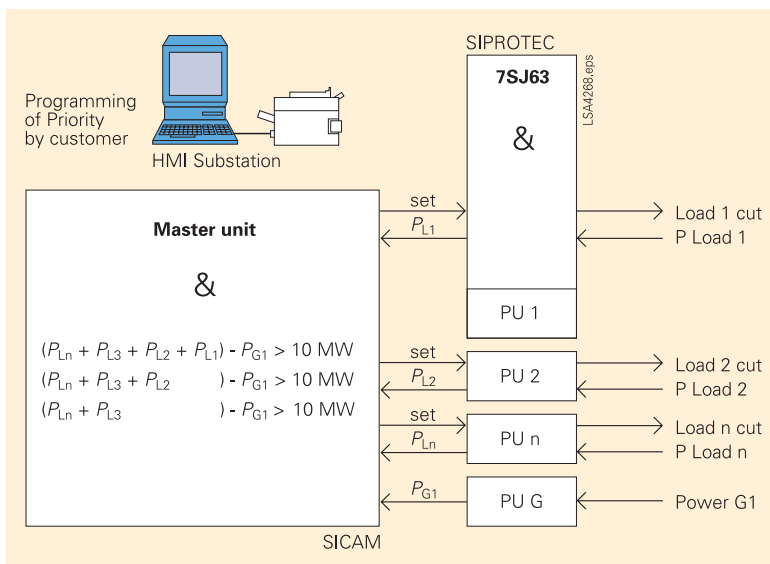 SIPROTEC
7SJ63
&
LSA4268.eps
Programming
of Priority
by customer
HMI Substation
Master unit
&
(PLn + PL3 + PL2 + PL1) - PG1 > 10 MW
(PLn + PL3 + PL2 ) - PG1 > 10 MW
(PLn + PL3 ) - PG1 > 10 MW
set
PL1
Load 1 cut
P Load 1
PU 1
set
PL2
PU 2
Load 2 cut
P Load 2
set
PLn
PU n
Load n cut
P Load n
PG1
PU G
Power G1
SICAM